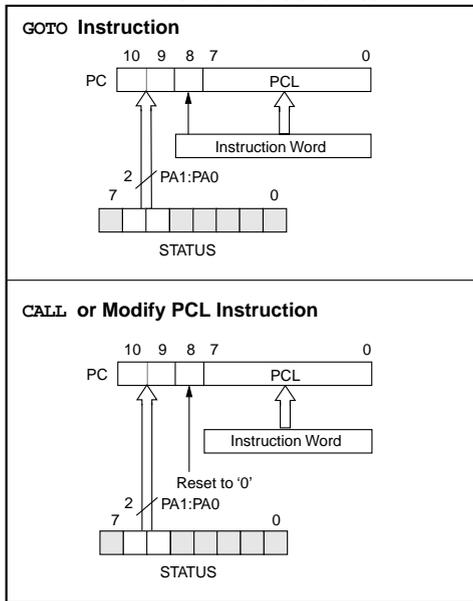 GOTO Instruction
10 9 8 7 0
PC PCL
Instruction Word
2 PA1:PA0
7 0
STATUS
CALL or Modify PCL Instruction
10 9 8 7 0
PC PCL
Instruction Word
Reset to ‘0’
2 PA1:PA0
7 0
STATUS